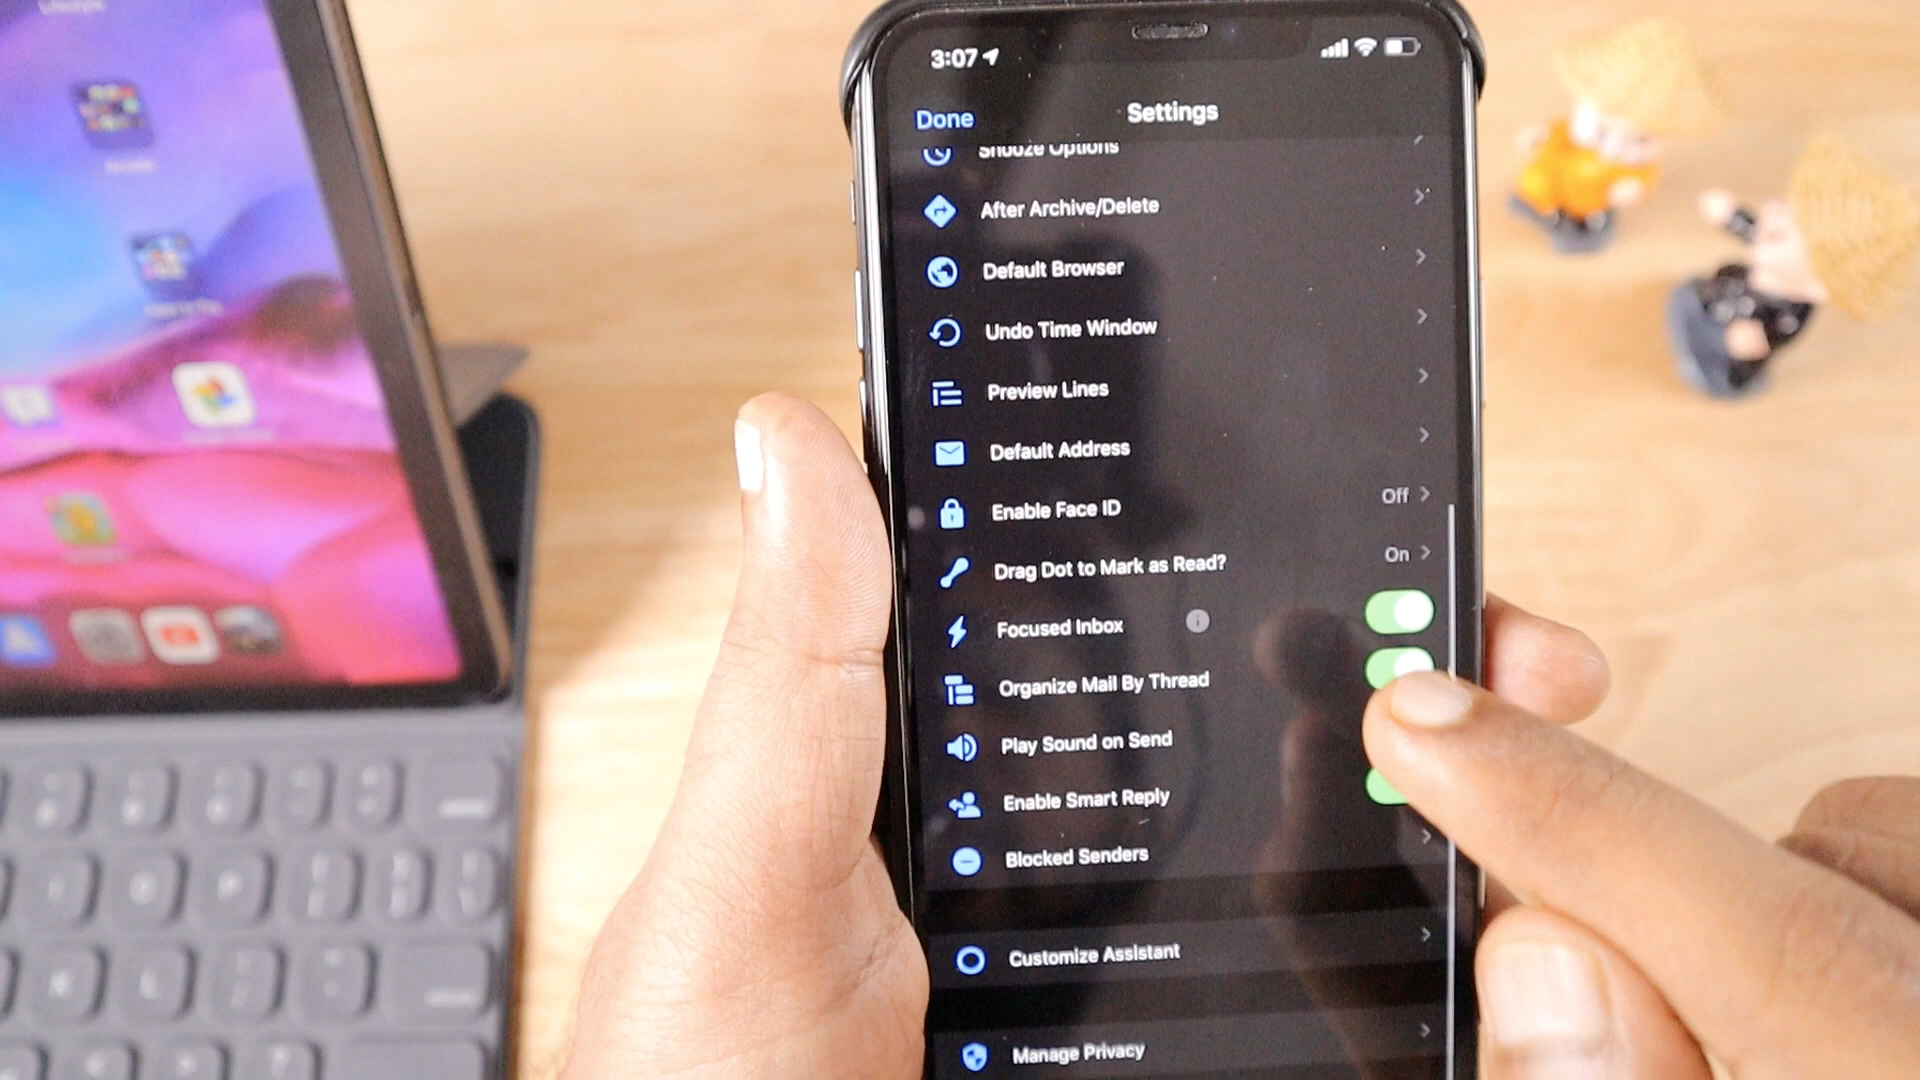 3:07
Done
Settings
Snooze Options
After Archive/Delete
Default Browser
Undo Time Window
Preview Lines
Default Address
Enable Face ID
Off
Drag Dot to Mark as Read?
On
Focused Inbox
Organize Mail By Thread
Play Sound on Send
Enable Smart Reply
Blocked Senders
Customize Assistant
Manage Privacy
O
P
K
L